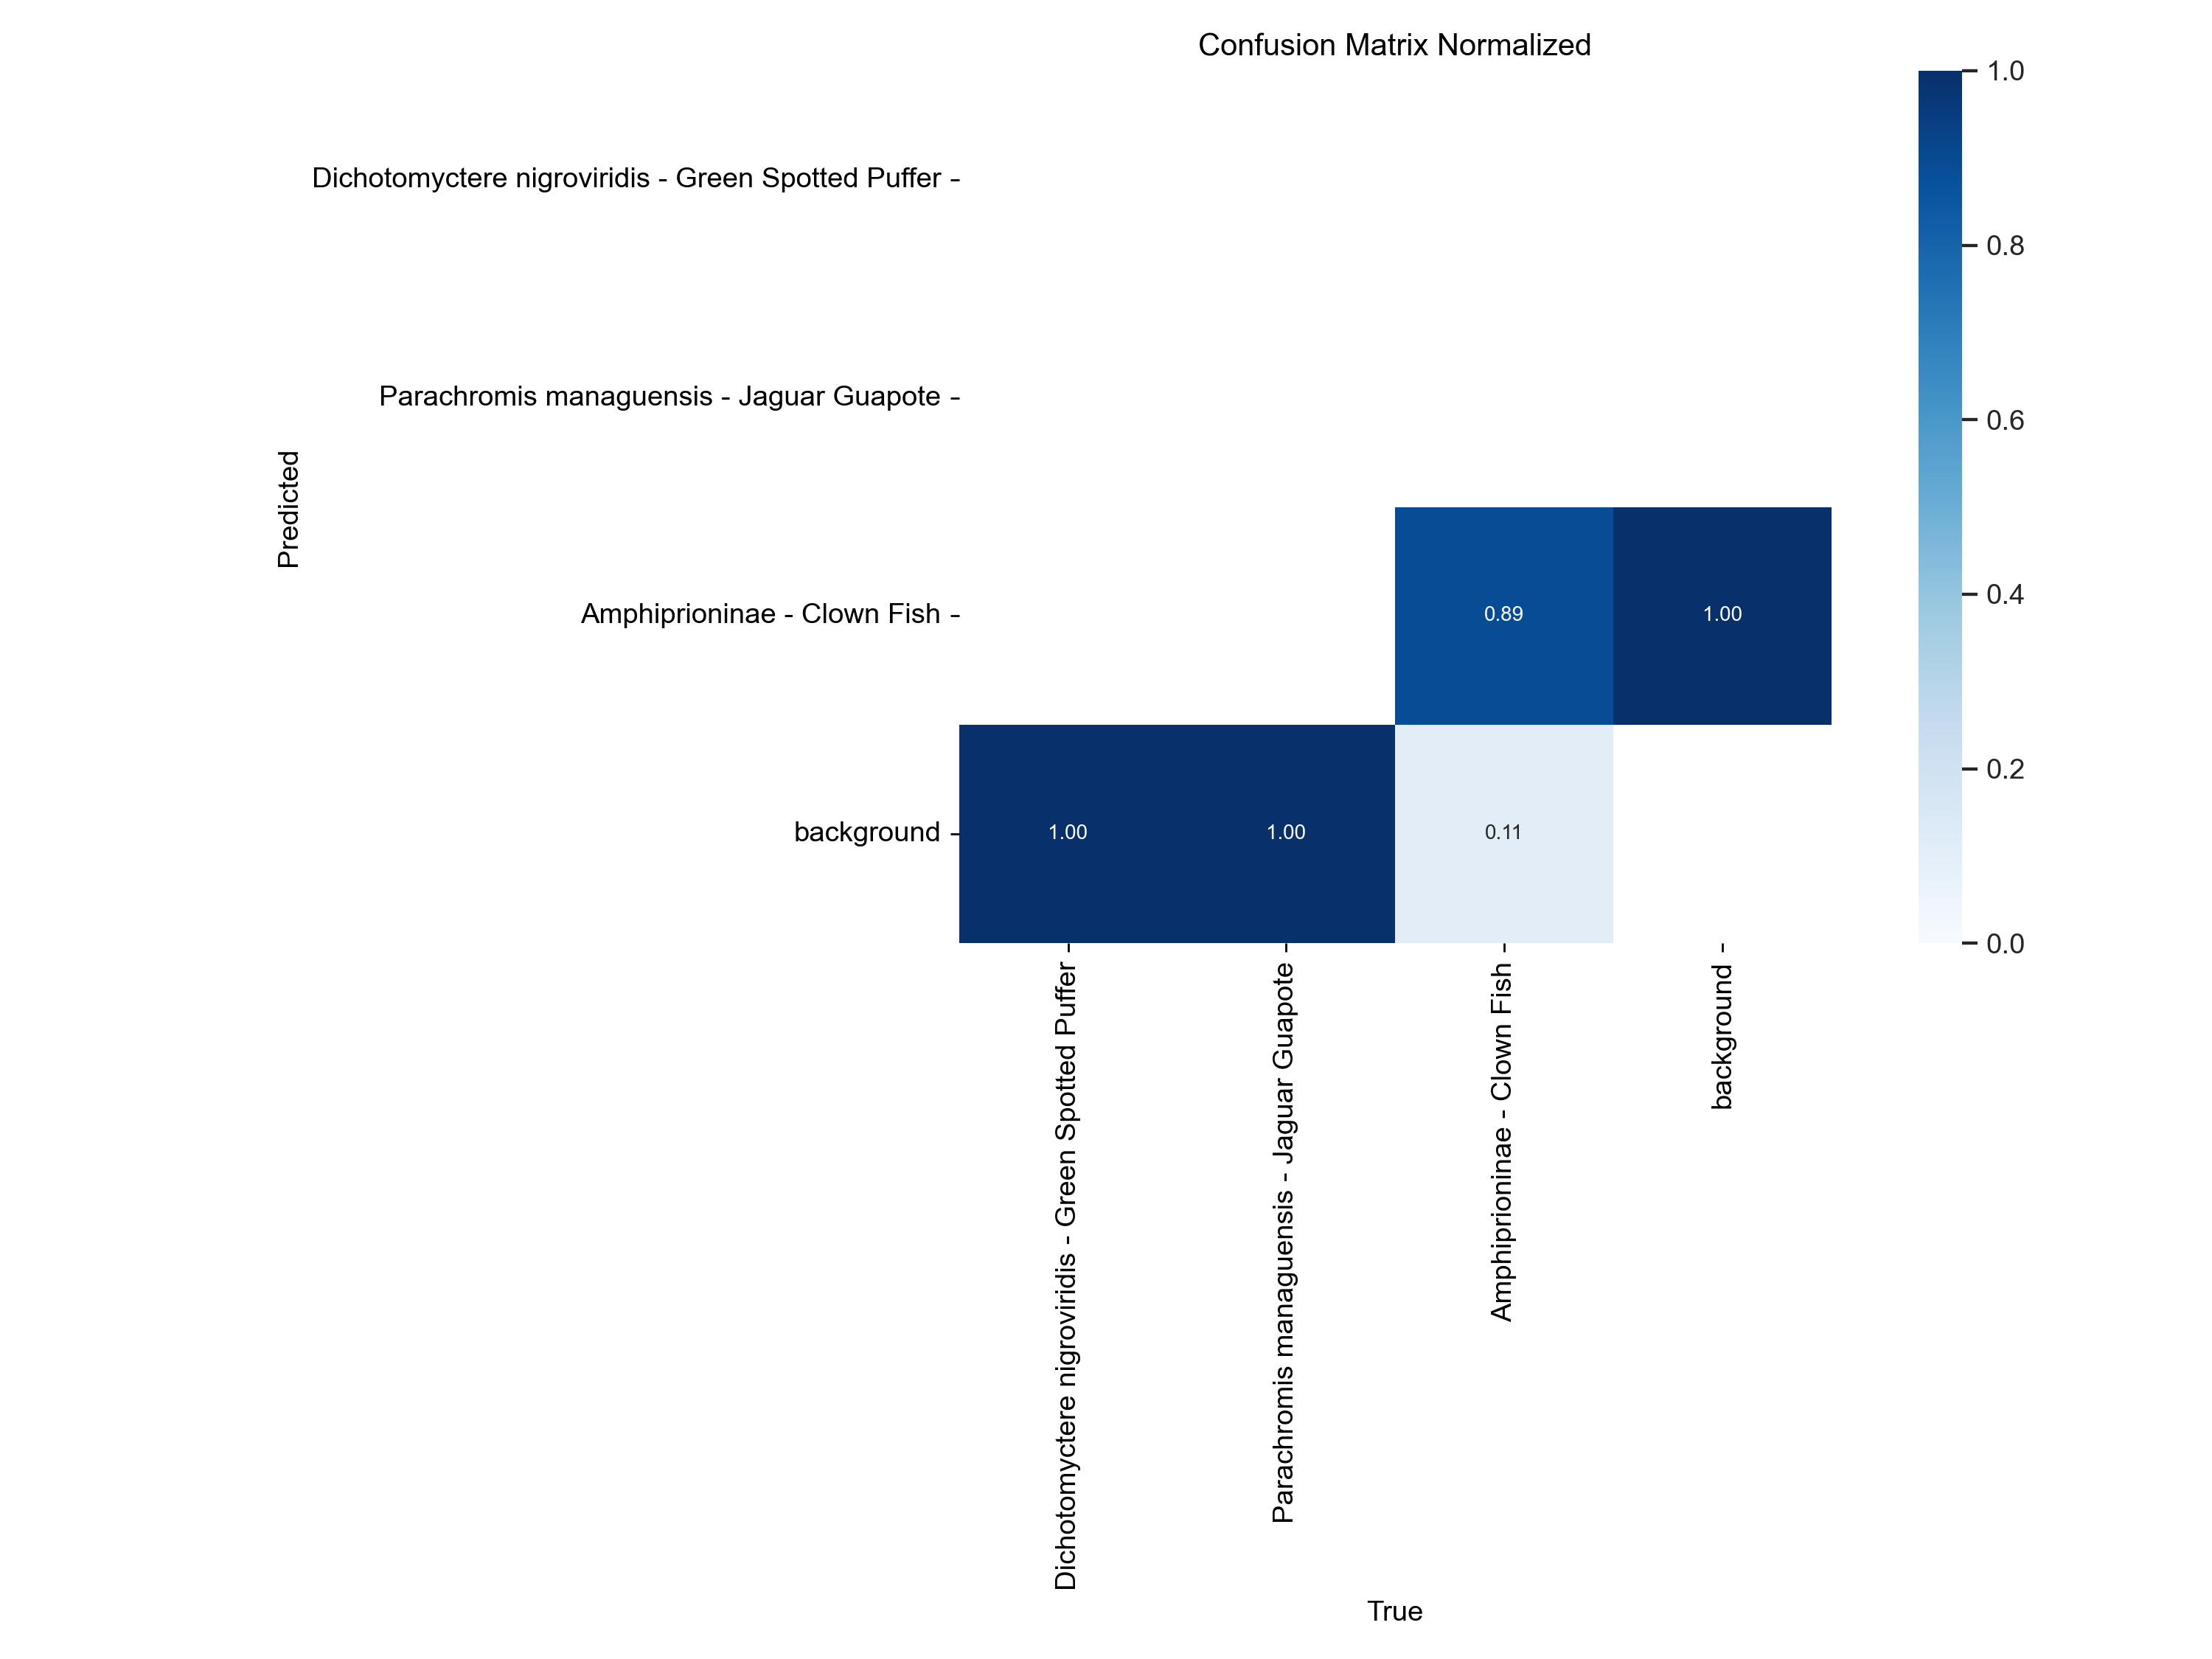 Confusion Matrix Normalized
Dichotomyctere nigroviridis - Green Spotted Puffer
Parachromis managuensis - Jaguar Guapote
Amphiprioninae - Clown Fish
background
Predicted
0.89
1.00
1.00
1.00
0.11
1.0
0.8
0.6
0.4
0.2
0.0
Dichotomyctere nigroviridis - Green Spotted Puffer
Parachromis managuensis - Jaguar Guapote
Amphiprioninae - Clown Fish
background
True